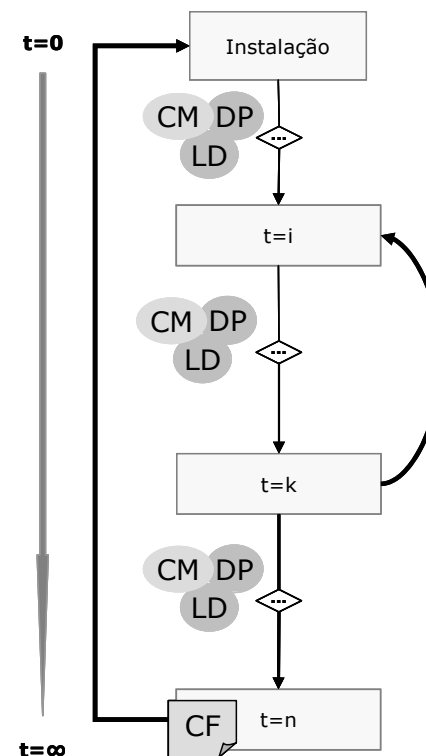 t=0
Instalação
CM DP
LD
...
t=i
CM DP
LD
...
t=k
CM DP
LD
...
CF
t=n
t=∞